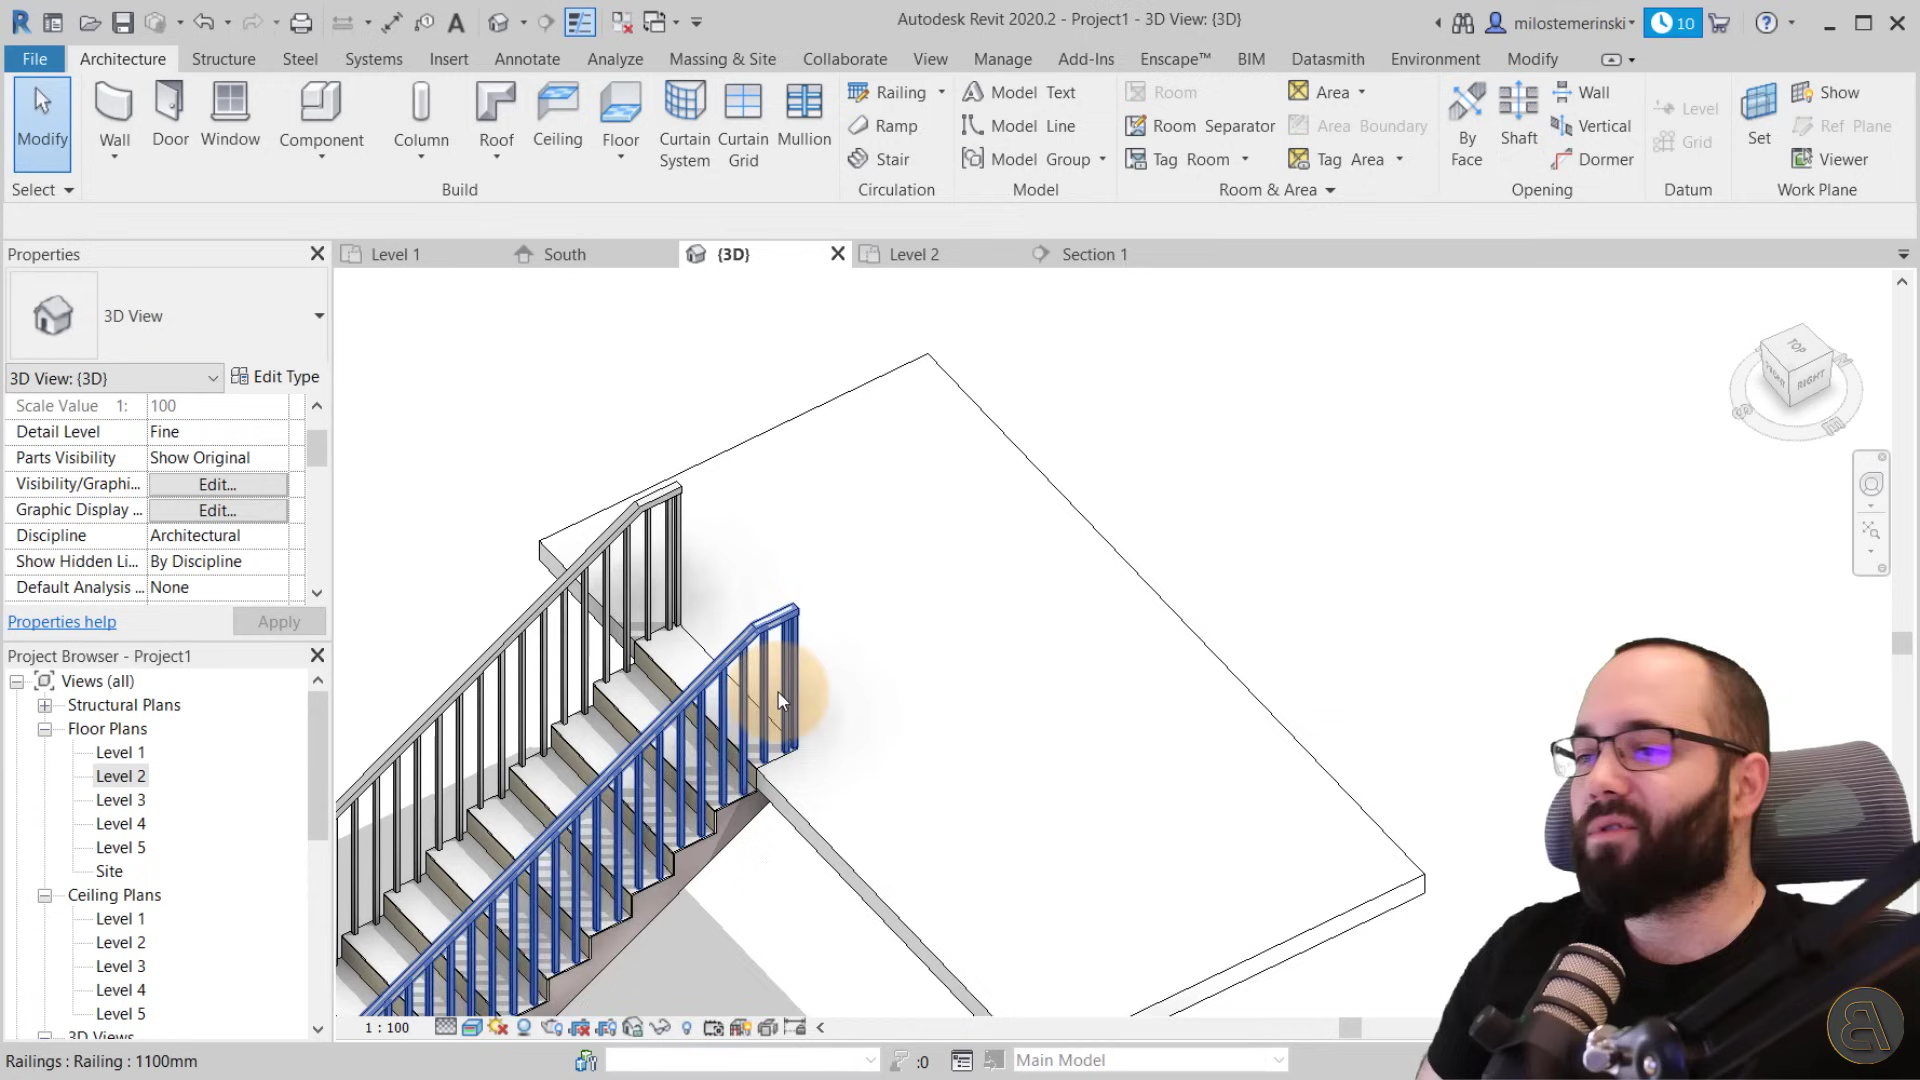 Autodesk Revit 2020.2 - Project1 - 3D View: {3D}
milostemerinski
10
File Architecture Structure Steel Systems Insert Annotate Analyze Massing & Site Collaborate View Manage Add-Ins Enscape™ BIM Datasmith Environment Modify
Modify
Wall
Door
Window
Component
Column
Roof
Ceiling
Floor
Curtain System
Curtain Grid
Mullion
Railing
Ramp
Stair
Model Text
Model Line
Model Group
Room
Room Separator
Tag Room
Area
Area Boundary
Tag Area
By Face
Shaft
Wall
Vertical
Dormer
Level
Grid
Set
Show
Ref Plane
Viewer
Select Build Circulation Model Room & Area Opening Datum Work Plane
Properties
Level 1 South {3D} Level 2 Section 1
3D View
3D View: {3D} Edit Type
Scale Value 1: 100
Detail Level Fine
Parts Visibility Show Original
Visibility/Graphi... Edit...
Graphic Display ... Edit...
Discipline Architectural
Show Hidden Li... By Discipline
Default Analysis ... None
Properties help Apply
Project Browser - Project1
Views (all)
Structural Plans
Floor Plans
Level 1
Level 2
Level 3
Level 4
Level 5
Site
Ceiling Plans
Level 1
Level 2
Level 3
Level 4
Level 5
3D Views
TOP
FRONT
RIGHT
1 : 100
Railings : Railing : 1100mm
:0
Main Model